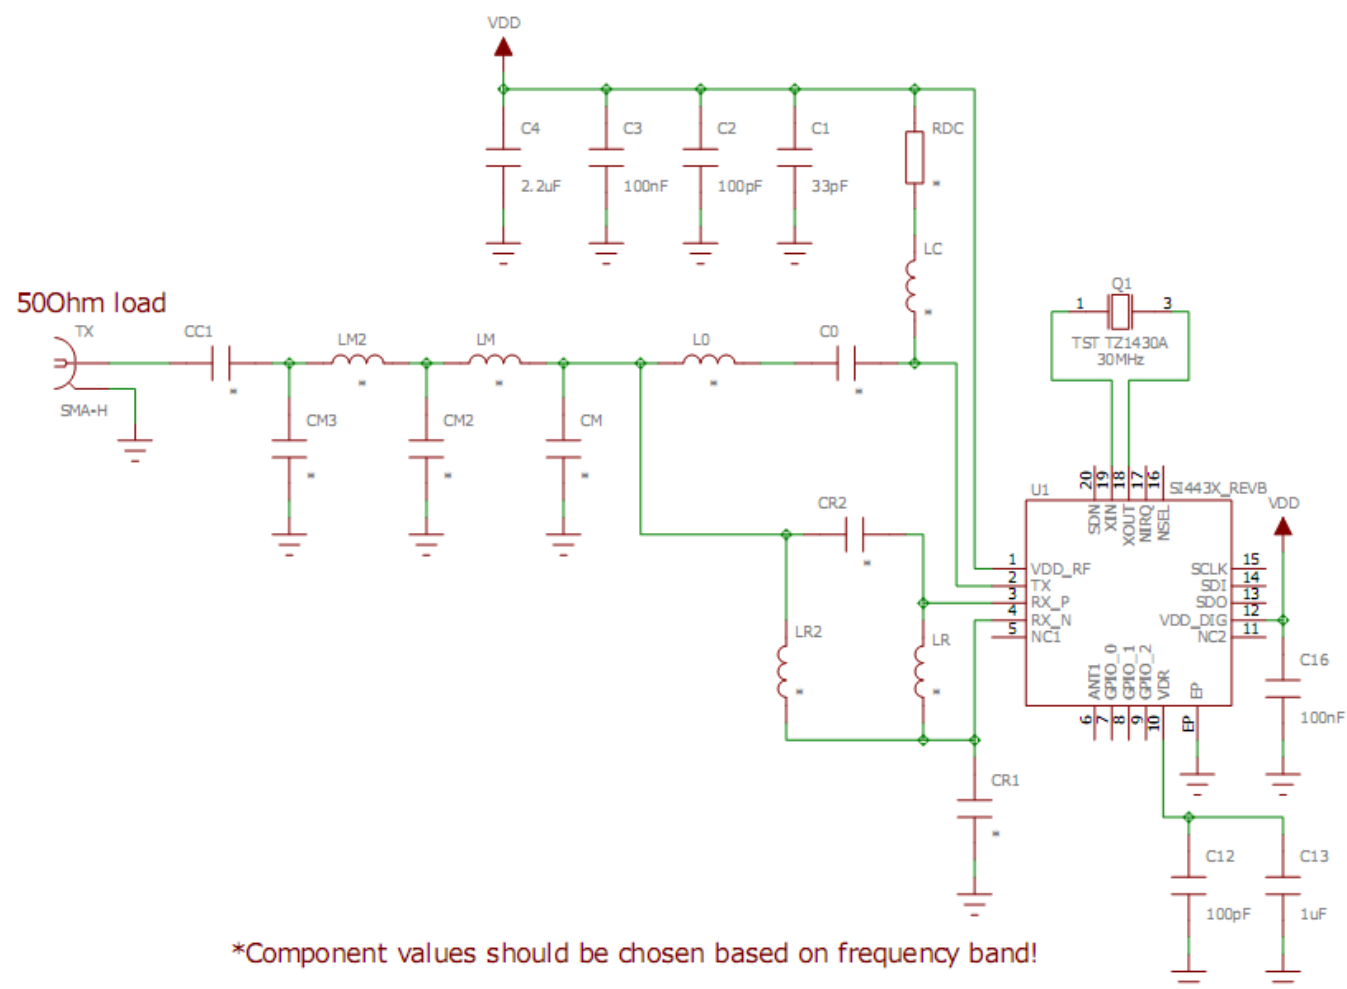 VDD
C4
C3
C2
C1
RDC
2.2uF
100nF
100pF
33pF
*
LC
*
50Ohm load
TX
CC1
LM2
LM
L0
C0
*
*
*
*
*
SMA-H
CM3
CM2
CM
*
*
*
Q1
1
3
TST TZ1430A
30MHz
CR2
*
LR2
LR
*
*
CR1
*
U1
SI443X_REVB
20
19
18
17
16
SDN
XIN
XOUT
NIRQ
NSEL
1
VDD_RF
2
TX
3
RX_P
4
RX_N
5
NC1
SCLK
15
SDI
14
SDO
13
VDD_DIG
12
NC2
11
ANT1
GPIO_0
GPIO_1
GPIO_2
VDR
EP
6
7
8
9
10
EP
VDD
C16
100nF
C12
C13
100pF
1uF
*Component values should be chosen based on frequency band!